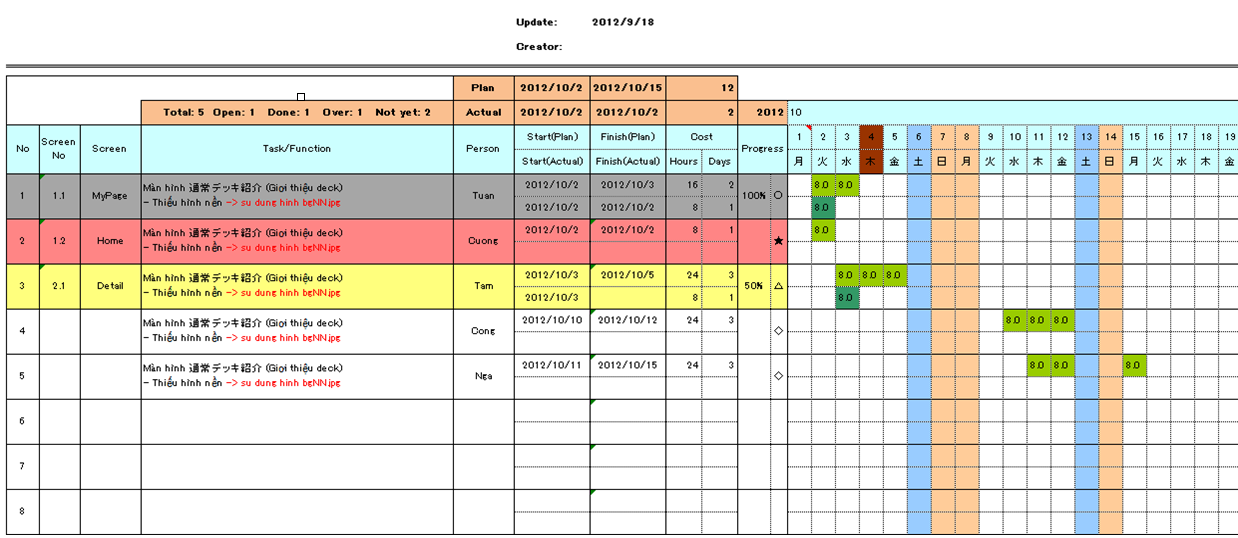 Update: 2012/9/18
Creator:
Plan 2012/10/2 2012/10/15 12
Total: 5 Open: 1 Done: 1 Over: 1 Not yet: 2 Actual 2012/10/2 2012/10/2 2 2012 10
No Screen No Screen Task/Function Person Start(Plan) Finish(Plan) Cost Progress 1 2 3 4 5 6 7 8 9 10 11 12 13 14 15 16 17 18 19
Start(Actual) Finish(Actual) Hours Days 月 火 水 木 金 土 日 月 火 水 木 金 土 日 月 火 水 木 金
1 1.1 MyPage Màn hình 通常デッキ紹介 (Giới thiệu deck) Tuan 2012/10/2 2012/10/3 16 2 100% ○ 8.0 8.0
- Thiếu hình nền -> su dung hinh bgNN.jpg 2012/10/2 2012/10/2 8 1 8.0
2 1.2 Home Màn hình 通常デッキ紹介 (Giới thiệu deck) Cuong 2012/10/2 2012/10/2 8 1 ★ 8.0
- Thiếu hình nền -> su dung hinh bgNN.jpg
3 2.1 Detail Màn hình 通常デッキ紹介 (Giới thiệu deck) Tam 2012/10/3 2012/10/5 24 3 50% △ 8.0 8.0 8.0
- Thiếu hình nền -> su dung hinh bgNN.jpg 2012/10/3 8 1 8.0
4 Màn hình 通常デッキ紹介 (Giới thiệu deck) Cong 2012/10/10 2012/10/12 24 3 ◇ 8.0 8.0 8.0
- Thiếu hình nền -> su dung hinh bgNN.jpg
5 Màn hình 通常デッキ紹介 (Giới thiệu deck) Nga 2012/10/11 2012/10/15 24 3 ◇ 8.0 8.0 8.0
- Thiếu hình nền -> su dung hinh bgNN.jpg
6
7
8